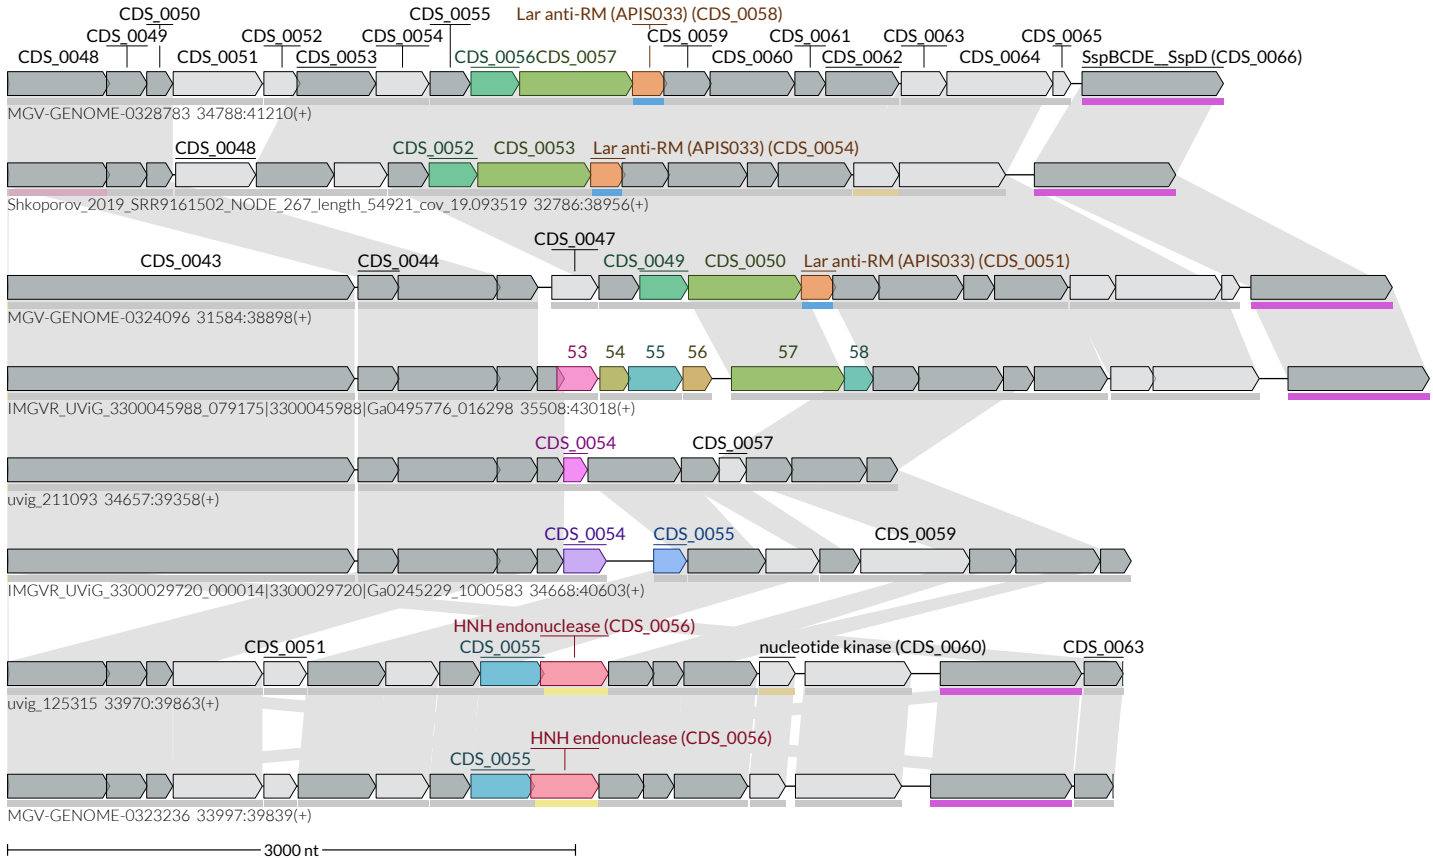 CDS_0050 CDS_0055 Lar anti-RM (APIS033) (CDS_0058)
CDS_0049 CDS_0052 CDS_0054 CDS_0059 CDS_0061 CDS_0063 CDS_0065
CDS_0048 CDS_0051 CDS_0053 CDS_0056 CDS_0057 CDS_0060 CDS_0062 CDS_0064 SspBCDE__SspD (CDS_0066)
MGV-GENOME-0328783 34788:41210(+)
CDS_0048 CDS_0052 CDS_0053 Lar anti-RM (APIS033) (CDS_0054)
Shkoporov_2019_SRR9161502_NODE_267_length_54921_cov_19.093519 32786:38956(+)
CDS_0047
CDS_0043 CDS_0044 CDS_0049 CDS_0050 Lar anti-RM (APIS033) (CDS_0051)
MGV-GENOME-0324096 31584:38898(+)
53 54 55 56 57 58
IMGVR_UViG_3300045988_079175|3300045988|Ga0495776_016298 35508:43018(+)
CDS_0054 CDS_0057
uvig_211093 34657:39358(+)
CDS_0054 CDS_0055 CDS_0059
IMGVR_UViG_3300029720_000014|3300029720|Ga0245229_1000583 34668:40603(+)
HNH endonuclease (CDS_0056)
CDS_0051 CDS_0055 nucleotide kinase (CDS_0060) CDS_0063
uvig_125315 33970:39863(+)
HNH endonuclease (CDS_0056)
CDS_0055
MGV-GENOME-0323236 33997:39839(+)
3000 nt